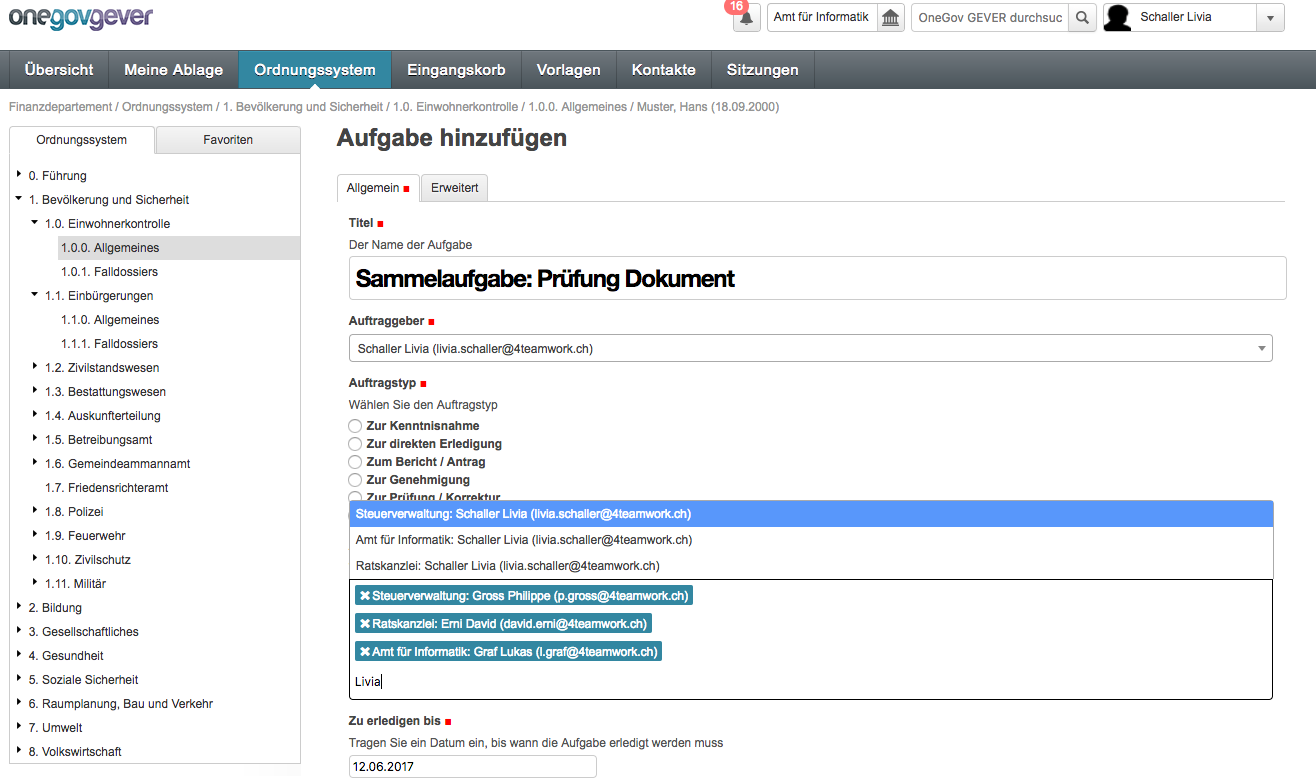 onegovgever
16
Amt für Informatik
OneGov GEVER durchsuc
Schaller Livia
Übersicht
Meine Ablage
Ordnungssystem
Eingangskorb
Vorlagen
Kontakte
Sitzungen
Finanzdepartement / Ordnungssystem / 1. Bevölkerung und Sicherheit / 1.0. Einwohnerkontrolle / 1.0.0. Allgemeines / Muster, Hans (18.09.2000)
Ordnungssystem
Favoriten
0. Führung
1. Bevölkerung und Sicherheit
1.0. Einwohnerkontrolle
1.0.0. Allgemeines
1.0.1. Falldossiers
1.1. Einbürgerungen
1.1.0. Allgemeines
1.1.1. Falldossiers
1.2. Zivilstandswesen
1.3. Bestattungswesen
1.4. Auskunfterteilung
1.5. Betreibungsamt
1.6. Gemeindeammannamt
1.7. Friedensrichteramt
1.8. Polizei
1.9. Feuerwehr
1.10. Zivilschutz
1.11. Militär
2. Bildung
3. Gesellschaftliches
4. Gesundheit
5. Soziale Sicherheit
6. Raumplanung, Bau und Verkehr
7. Umwelt
8. Volkswirtschaft
Aufgabe hinzufügen
Allgemein
Erweitert
Titel
Der Name der Aufgabe
Sammelaufgabe: Prüfung Dokument
Auftraggeber
Schaller Livia (livia.schaller@4teamwork.ch)
Auftragstyp
Wählen Sie den Auftragstyp
Zur Kenntnisnahme
Zur direkten Erledigung
Zum Bericht / Antrag
Zur Genehmigung
Zur Prüfung / Korrektur
Steuerverwaltung: Schaller Livia (livia.schaller@4teamwork.ch)
Amt für Informatik: Schaller Livia (livia.schaller@4teamwork.ch)
Ratskanzlei: Schaller Livia (livia.schaller@4teamwork.ch)
Steuerverwaltung: Gross Philippe (p.gross@4teamwork.ch)
Ratskanzlei: Erni David (david.erni@4teamwork.ch)
Amt für Informatik: Graf Lukas (l.graf@4teamwork.ch)
Livia
Zu erledigen bis
Tragen Sie ein Datum ein, bis wann die Aufgabe erledigt werden muss
12.06.2017